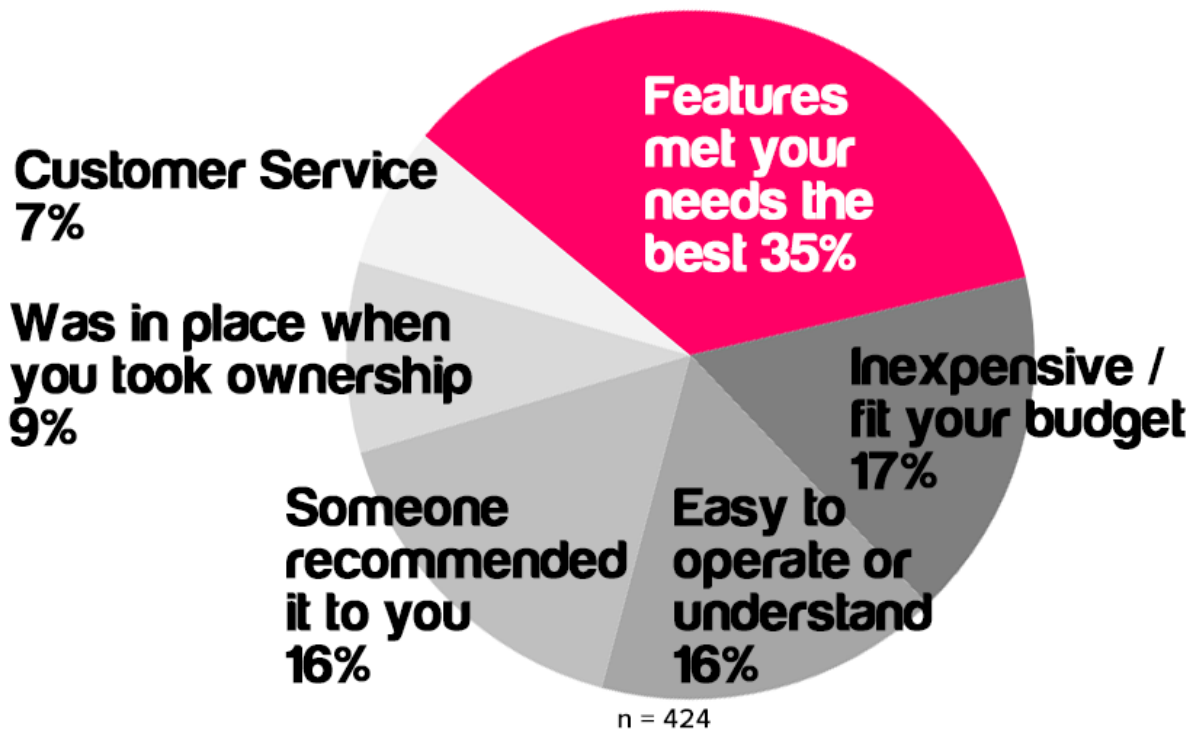 Features
met your
needs the
best 35%
Customer Service
7%
Was in place when
you took ownership
9%
Inexpensive /
fit your budget
17%
Someone
recommended
it to you
16%
Easy to
operate or
understand
16%
n = 424